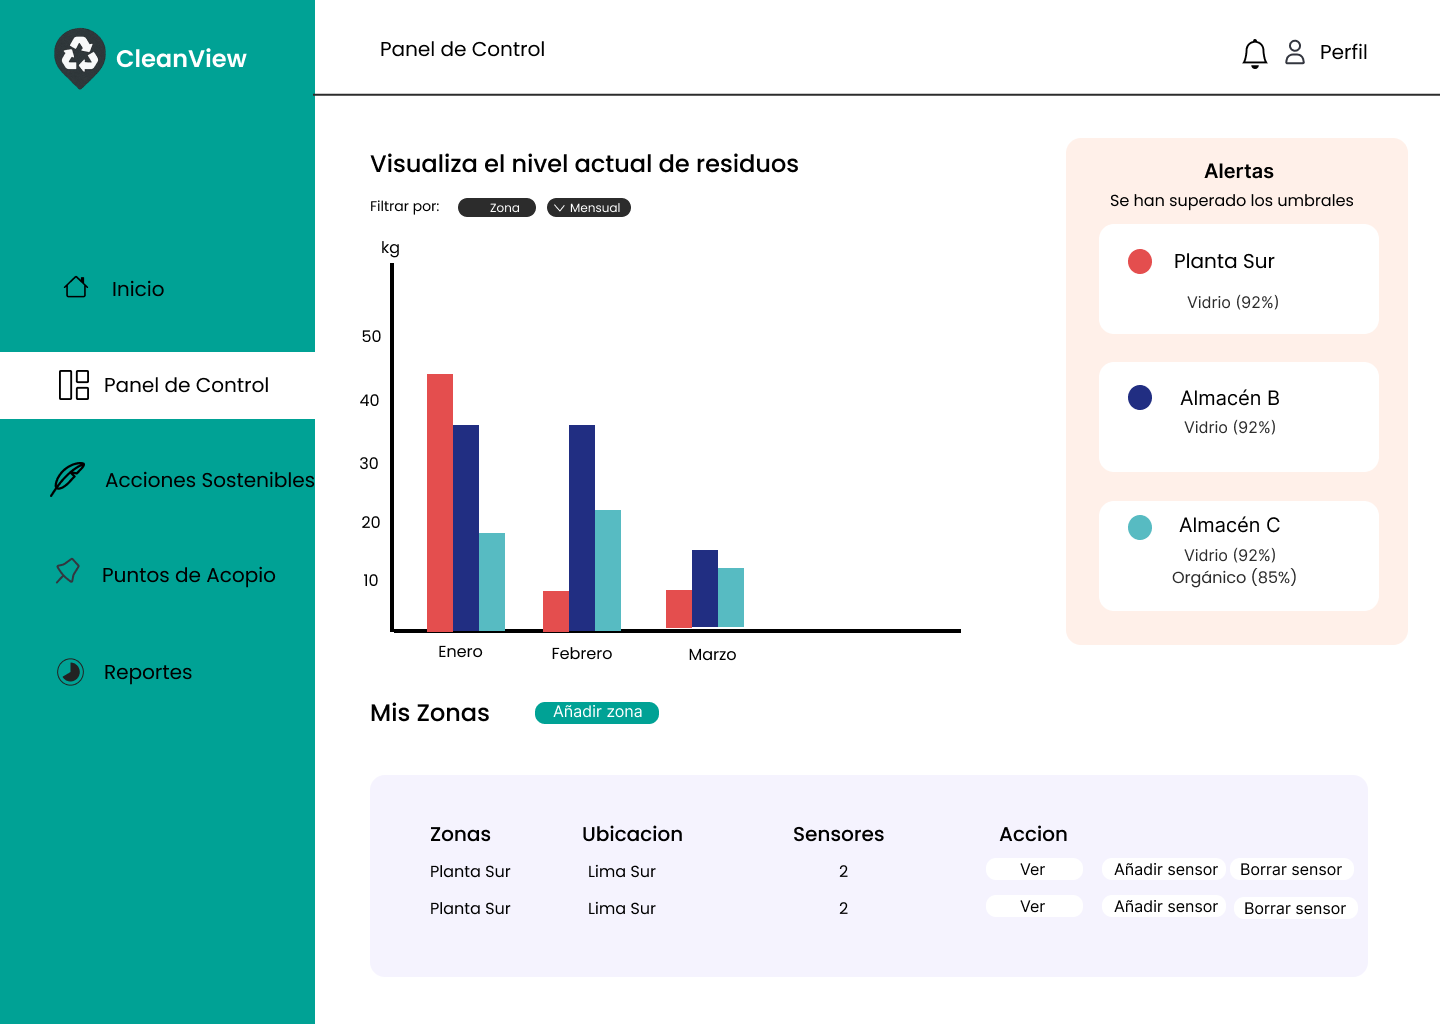 CleanView
Panel de Control
Perfil
Inicio
Panel de Control
Acciones Sostenibles
Puntos de Acopio
Reportes
Visualiza el nivel actual de residuos
Filtrar por:
Zona
Mensual
kg
50
40
30
20
10
Enero
Febrero
Marzo
Alertas
Se han superado los umbrales
Planta Sur
Vidrio (92%)
Almacén B
Vidrio (92%)
Almacén C
Vidrio (92%)
Orgánico (85%)
Mis Zonas
Añadir zona
Zonas Ubicacion Sensores Accion
Planta Sur Lima Sur 2 Ver Añadir sensor Borrar sensor
Planta Sur Lima Sur 2 Ver Añadir sensor Borrar sensor